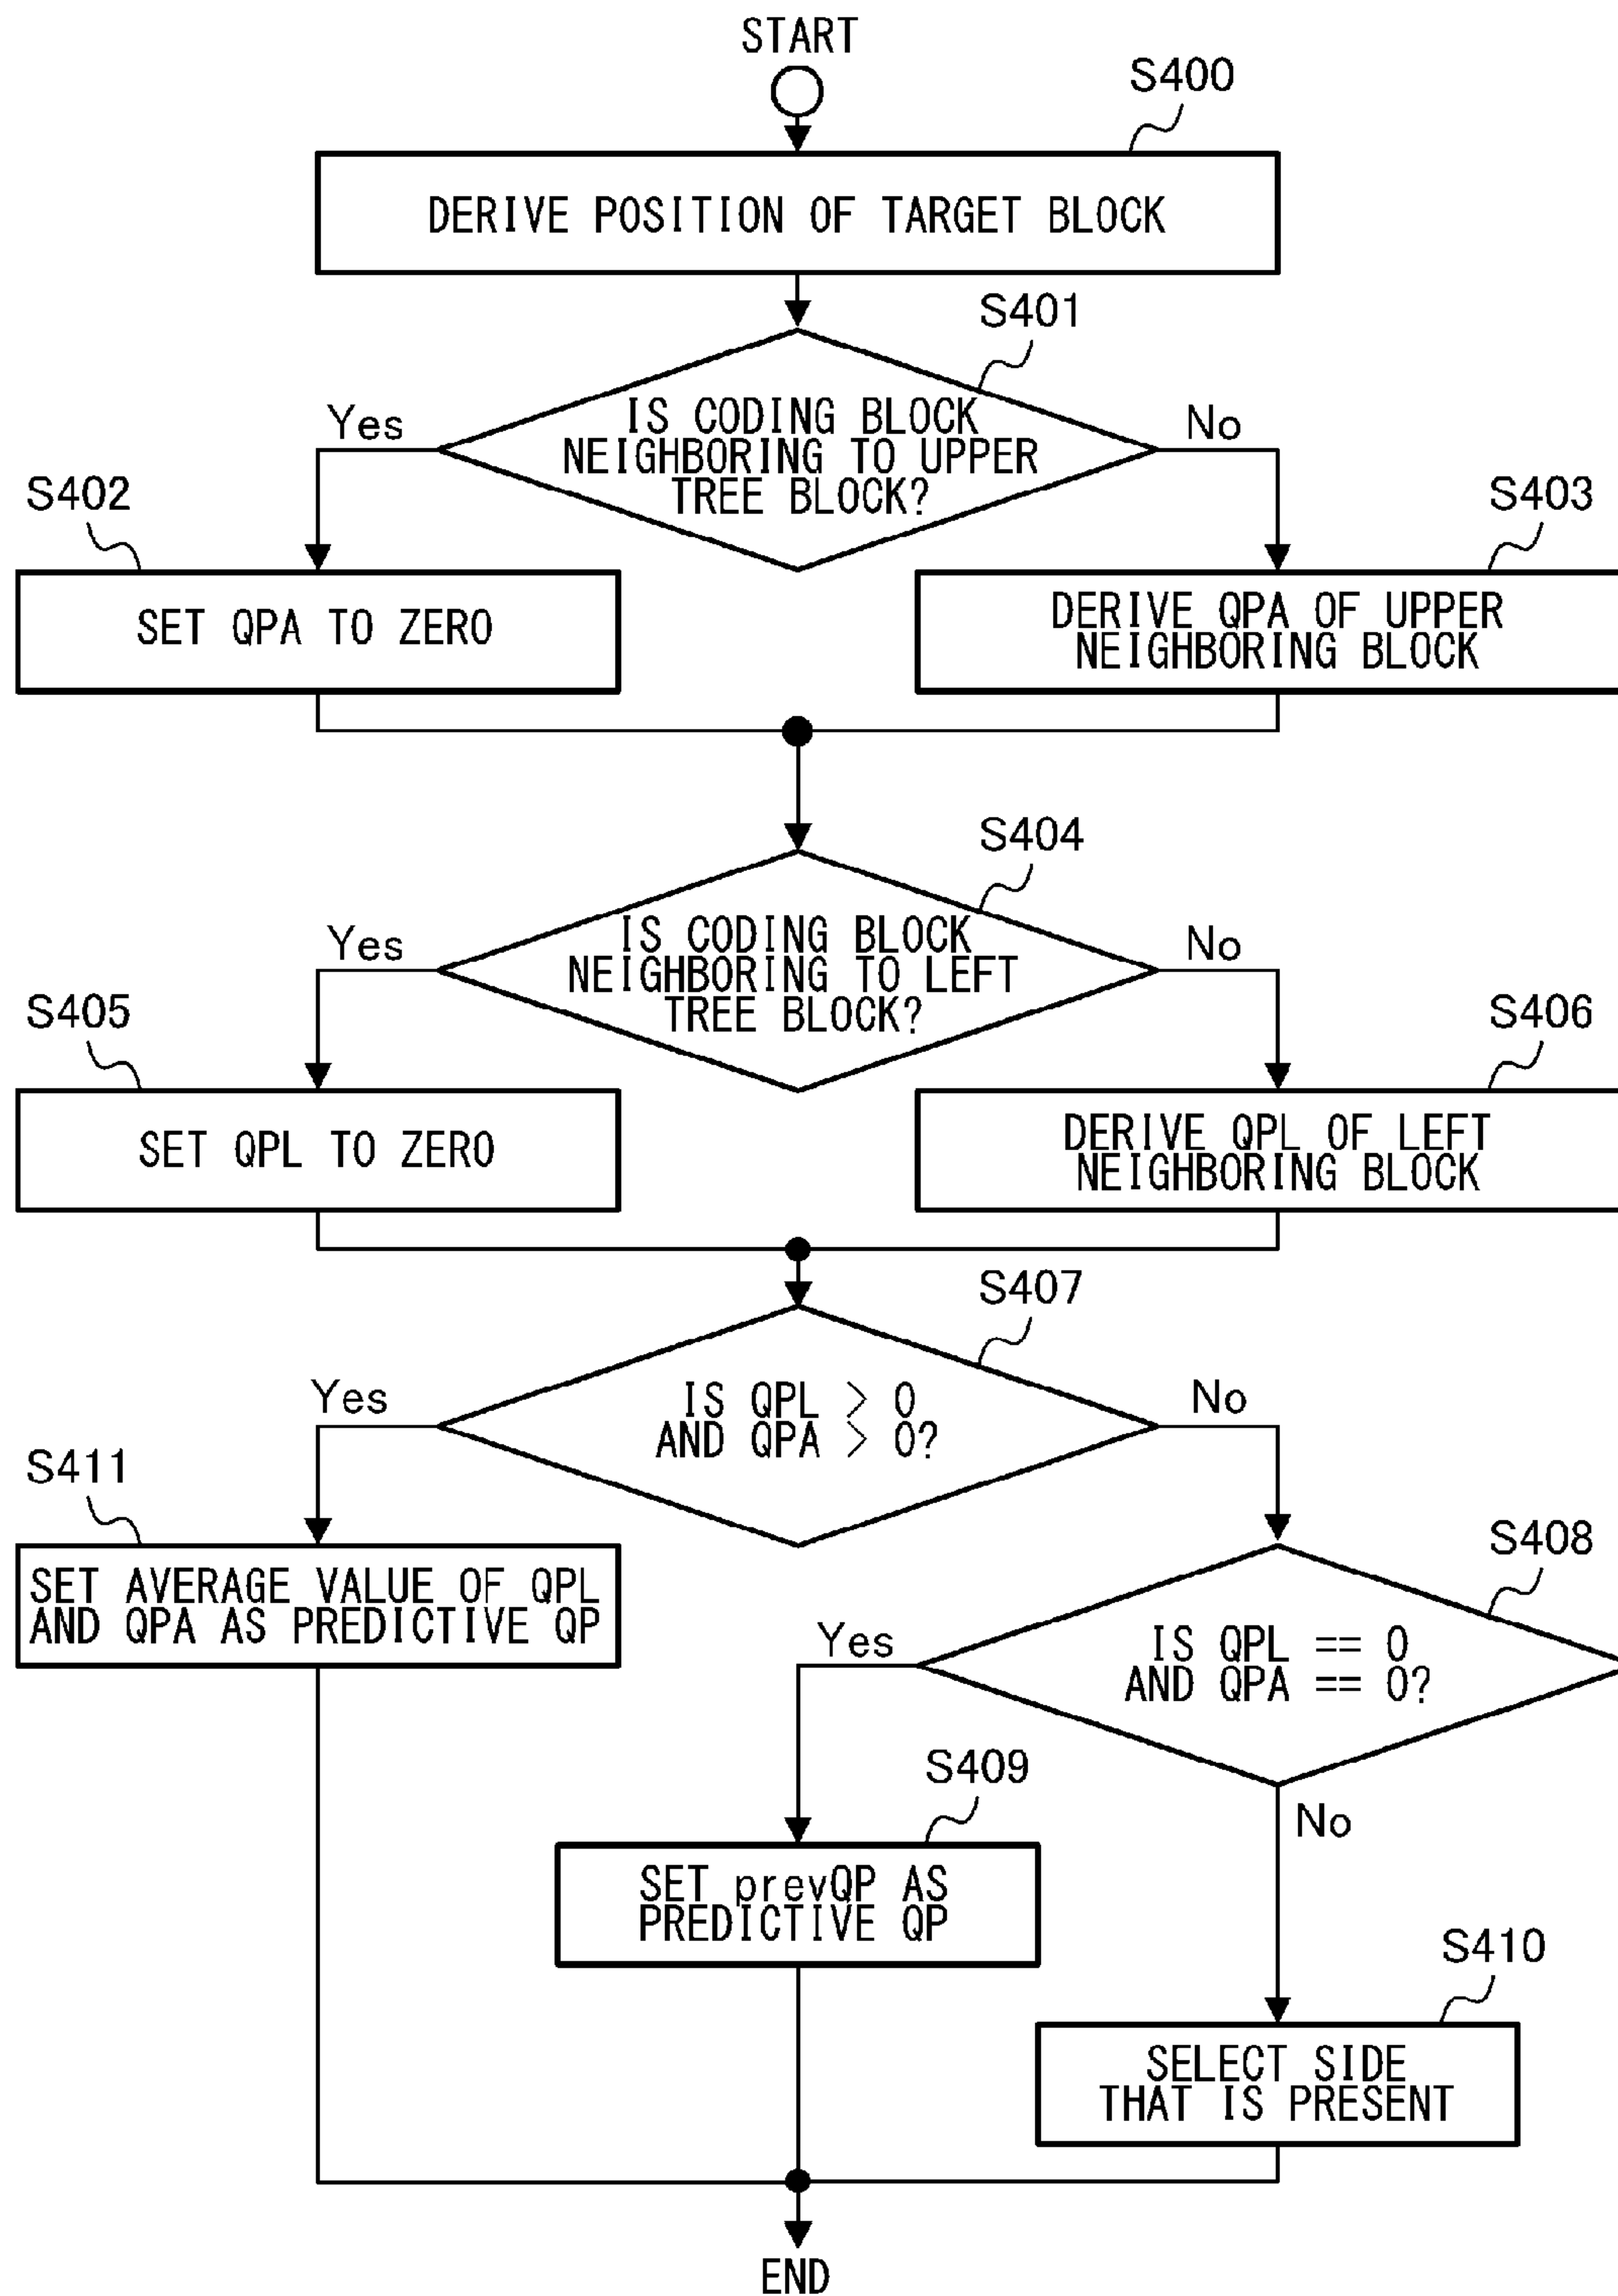 START
S400
DERIVE POSITION OF TARGET BLOCK
S401
IS CODING BLOCK
NEIGHBORING TO UPPER
TREE BLOCK?
Yes
No
S402
SET QPA TO ZERO
S403
DERIVE QPA OF UPPER
NEIGHBORING BLOCK
S404
IS CODING BLOCK
NEIGHBORING TO LEFT
TREE BLOCK?
Yes
No
S405
SET QPL TO ZERO
S406
DERIVE QPL OF LEFT
NEIGHBORING BLOCK
S407
IS QPL > 0
AND QPA > 0?
Yes
No
S411
SET AVERAGE VALUE OF QPL
AND QPA AS PREDICTIVE QP
S408
IS QPL == 0
AND QPA == 0?
Yes
No
S409
SET prevQP AS
PREDICTIVE QP
S410
SELECT SIDE
THAT IS PRESENT
END